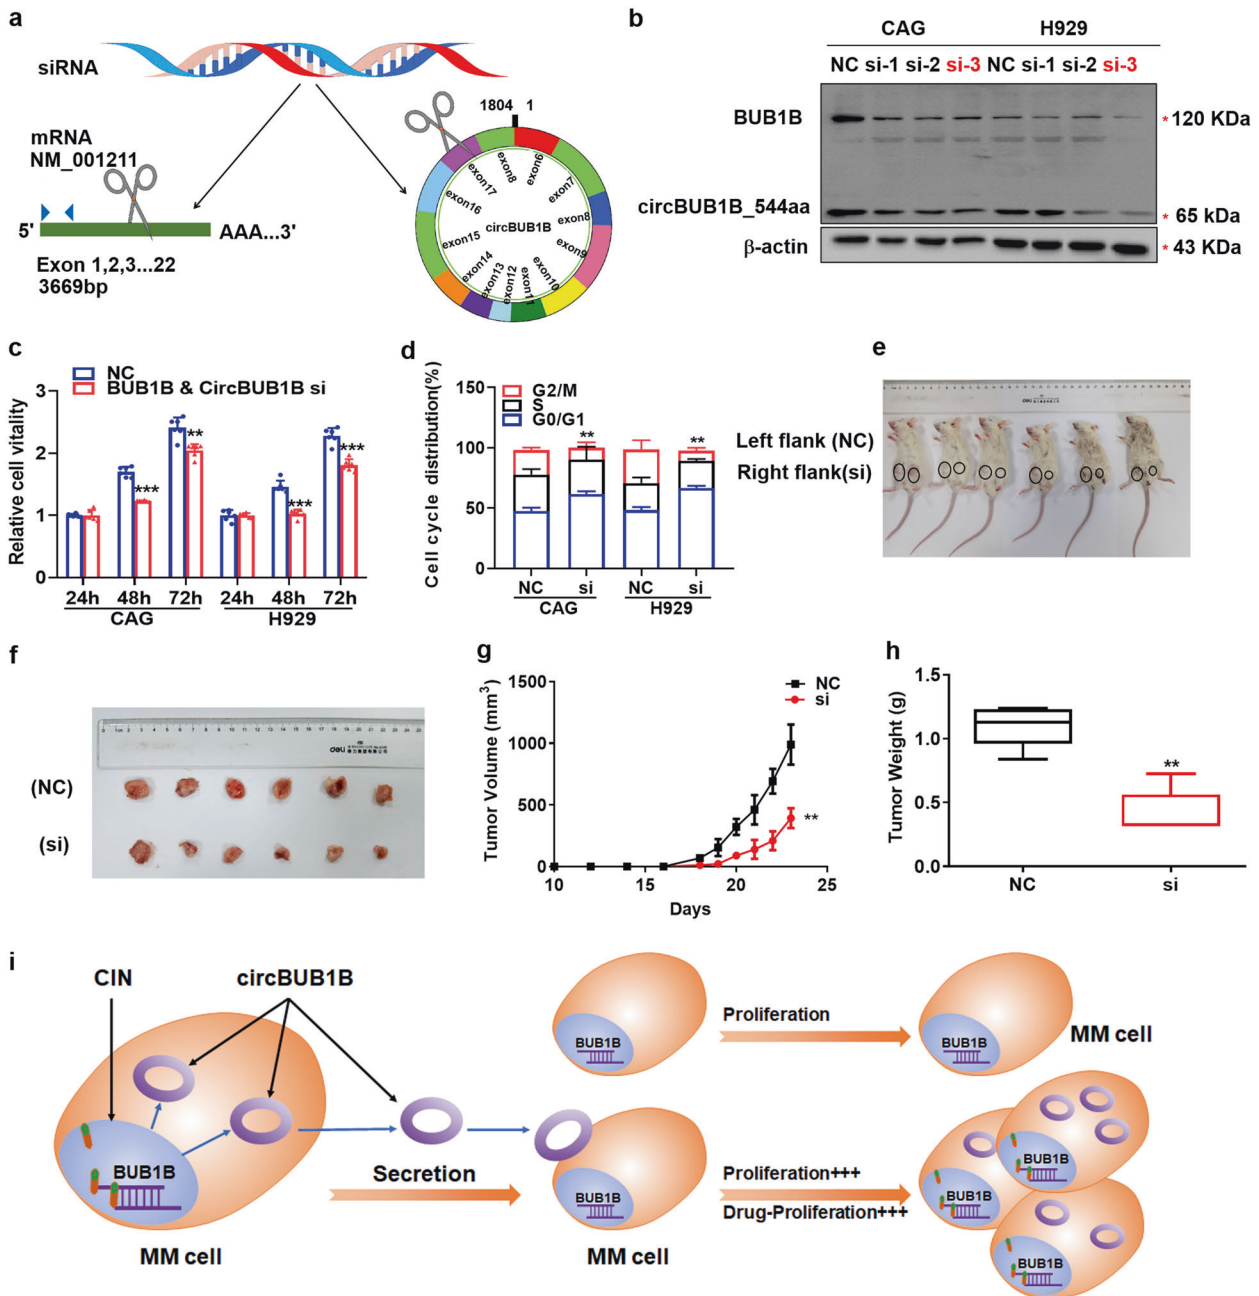 a
siRNA
mRNA
NM_001211
5'
AAA...3'
Exon 1,2,3...22
3669bp
1804
1
exon6
exon7
exon8
exon9
exon10
exon11
exon12
exon13
exon14
exon15
exon16
exon17
exon8
circBUB1B
b
CAG H929
NC si-1 si-2 si-3 NC si-1 si-2 si-3
BUB1B
* 120 KDa
circBUB1B_544aa
* 65 kDa
β-actin
* 43 KDa
c
NC
BUB1B & CircBUB1B si
Relative cell vitality
3
2
1
0
***
**
***
***
24h 48h 72h 24h 48h 72h
CAG H929
d
Cell cycle distribution(%)
150
100
50
0
G2/M
S
G0/G1
**
**
NC si NC si
CAG H929
e
Left flank (NC)
Right flank(si)
deli
f
deli
(NC)
(si)
g
Tumor Volume (mm³)
1500
1000
500
0
NC
si
**
10 15 20 25
Days
h
Tumor Weight (g)
1.5
1.0
0.5
0.0
**
NC si
i
CIN
circBUB1B
BUB1B
MM cell
Secretion
BUB1B
Proliferation
BUB1B
MM cell
BUB1B
MM cell
Proliferation+++
Drug-Proliferation+++
BUB1B
BUB1B
BUB1B